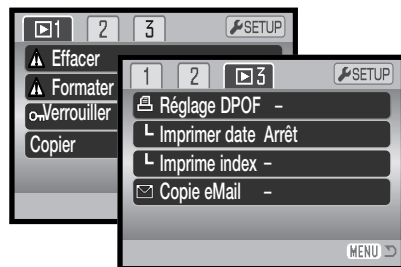 1 2 3 SETUP
Effacer
Formater
Verrouiller
Copier
1 2 3 SETUP
Réglage DPOF –
Imprimer date Arrêt
Imprime index –
Copie eMail –
MENU